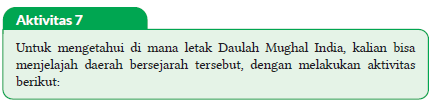 Aktivitas 7
Untuk mengetahui di mana letak Daulah Mughal India, kalian bisa
menjelajah daerah bersejarah tersebut, dengan melakukan aktivitas
berikut: